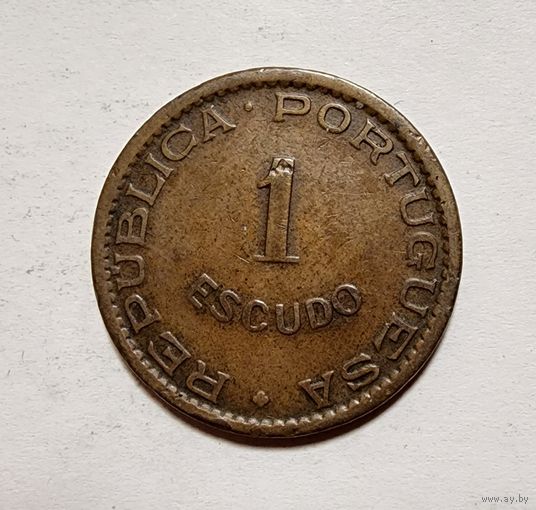 REPUBLICA · PORTUGUESA ·
1
ESCUDO
www.ay.by